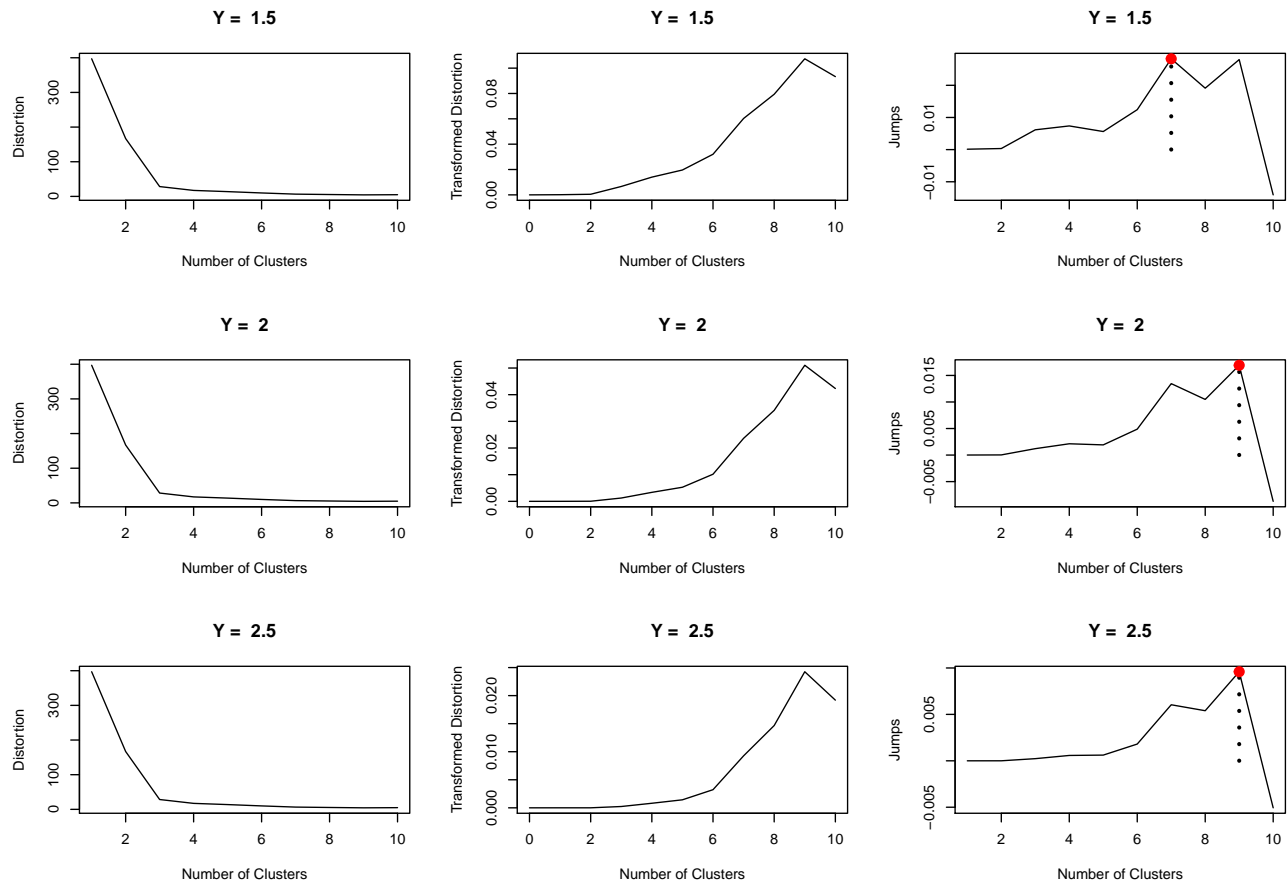 Y = 1.5
Distortion
0 100 300
2 4 6 8 10
Number of Clusters
Y = 1.5
Transformed Distortion
0.00 0.04 0.08
0 2 4 6 8 10
Number of Clusters
Y = 1.5
Jumps
−0.01 0.01
2 4 6 8 10
Number of Clusters
Y = 2
Distortion
0 100 300
2 4 6 8 10
Number of Clusters
Y = 2
Transformed Distortion
0.00 0.02 0.04
0 2 4 6 8 10
Number of Clusters
Y = 2
Jumps
−0.005 0.005 0.015
2 4 6 8 10
Number of Clusters
Y = 2.5
Distortion
0 100 300
2 4 6 8 10
Number of Clusters
Y = 2.5
Transformed Distortion
0.000 0.010 0.020
0 2 4 6 8 10
Number of Clusters
Y = 2.5
Jumps
−0.005 0.005
2 4 6 8 10
Number of Clusters